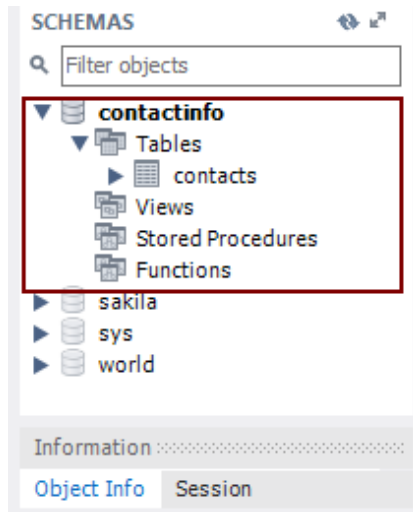 SCHEMAS
Filter objects
contactinfo
Tables
contacts
Views
Stored Procedures
Functions
sakila
sys
world
Information
Object Info Session